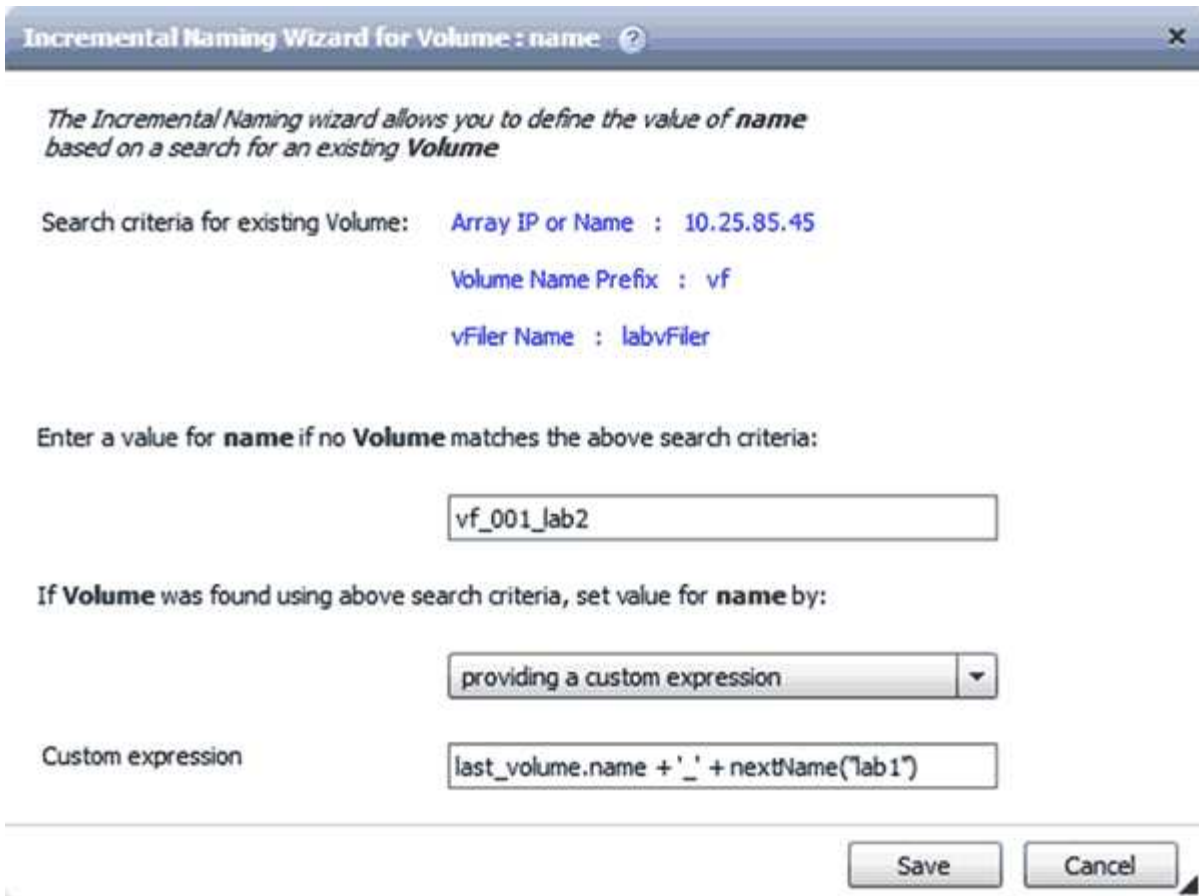 Incremental Naming Wizard for Volume : name ?
The Incremental Naming wizard allows you to define the value of name
based on a search for an existing Volume
Search criteria for existing Volume: Array IP or Name : 10.25.85.45
Volume Name Prefix : vf
vFiler Name : labvFiler
Enter a value for name if no Volume matches the above search criteria:
vf_001_lab2
If Volume was found using above search criteria, set value for name by:
providing a custom expression
Custom expression last_volume.name + '_' + nextName("lab1")
Save Cancel